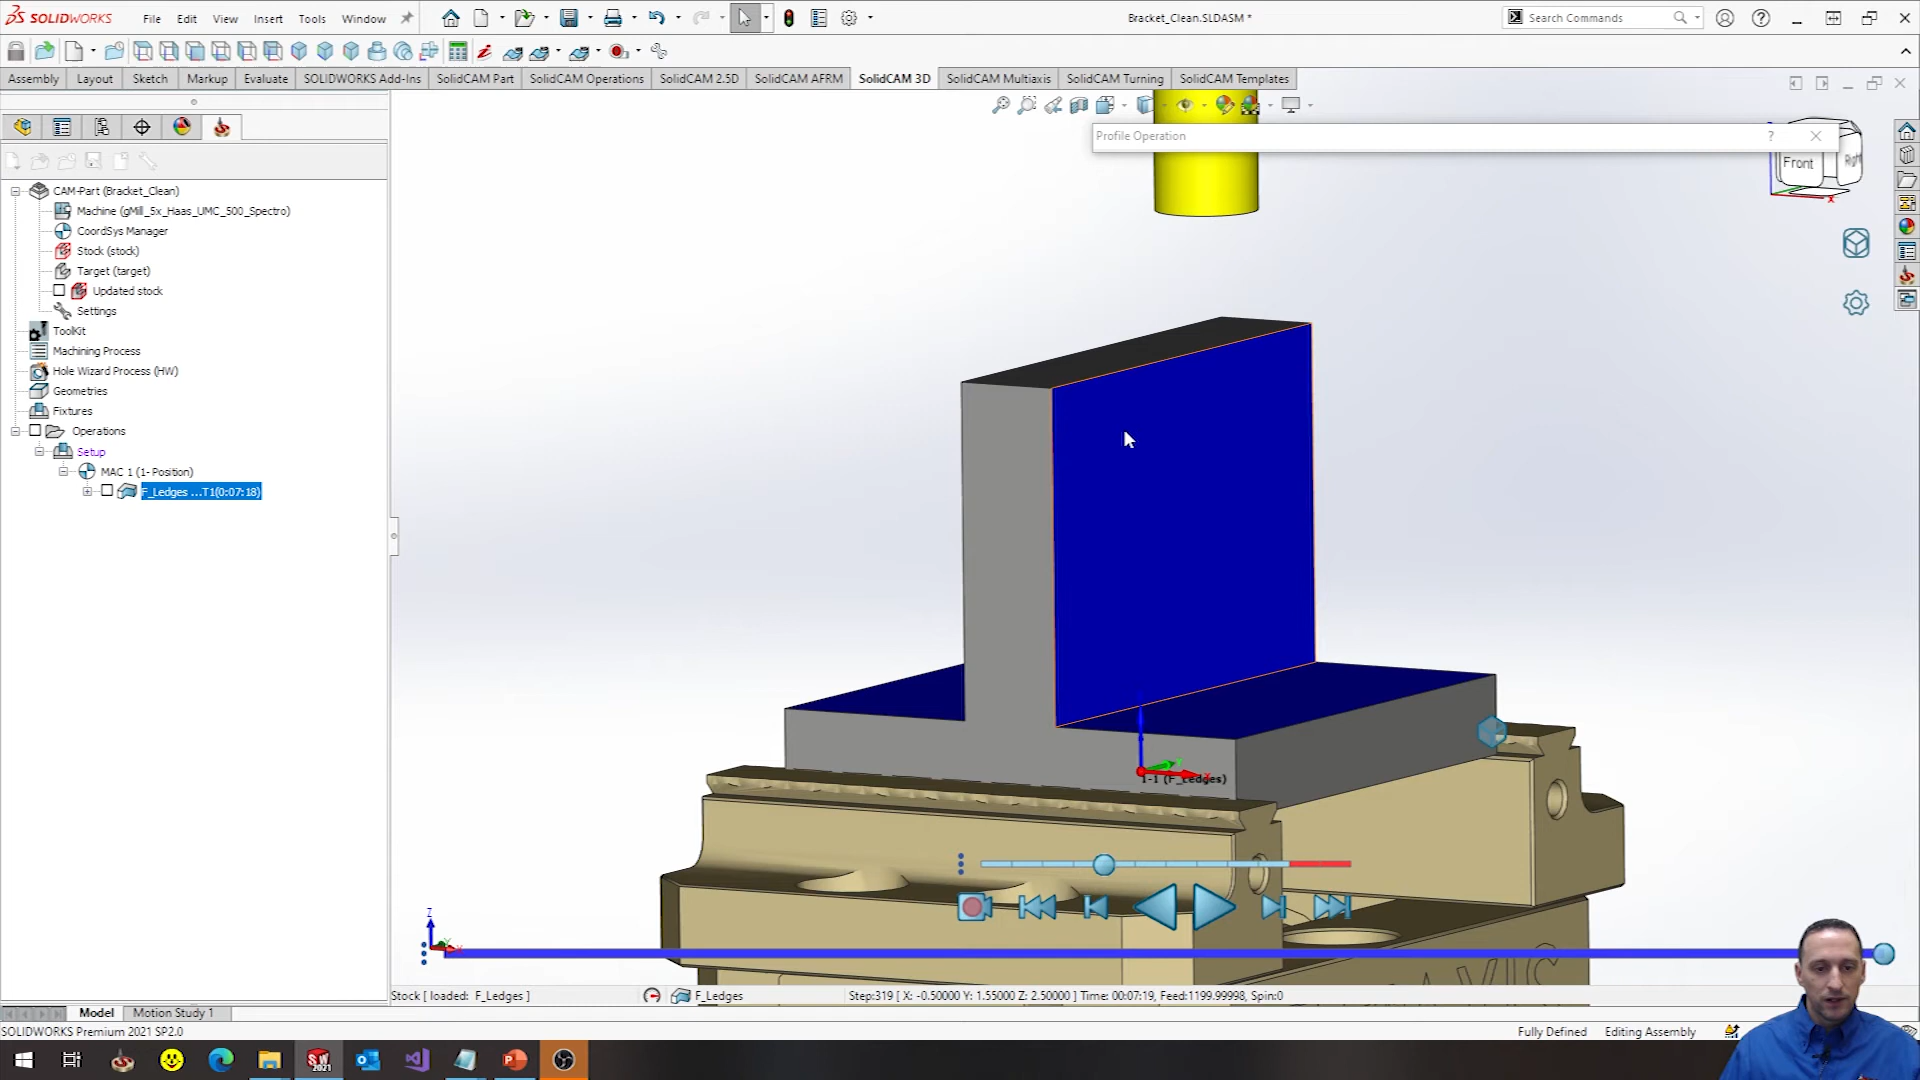 SOLIDWORKS File Edit View Insert Tools Window Bracket_Clean.SLDASM * Search Commands
Assembly Layout Sketch Markup Evaluate SOLIDWORKS Add-Ins SolidCAM Part SolidCAM Operations SolidCAM 2.5D SolidCAM AFRM SolidCAM 3D SolidCAM Multiaxis SolidCAM Turning SolidCAM Templates
Profile Operation ?
Front Right
CAM-Part (Bracket_Clean)
Machine (gMill_5x_Haas_UMC_500_Spectro)
CoordSys Manager
Stock (stock)
Target (target)
Updated stock
Settings
ToolKit
Machining Process
Hole Wizard Process (HW)
Geometries
Fixtures
Operations
Setup
MAC 1 (1- Position)
F_Ledges ...T1(0:07:18)
1-1 (F_Ledges)
Z
Stock [ loaded: F_Ledges ] F_Ledges Step:319 [ X: -0.50000 Y: 1.55000 Z: 2.50000 ] Time: 00:07:19, Feed:1199.99998, Spin:0
Model Motion Study 1
SOLIDWORKS Premium 2021 SP2.0 Fully Defined Editing Assembly